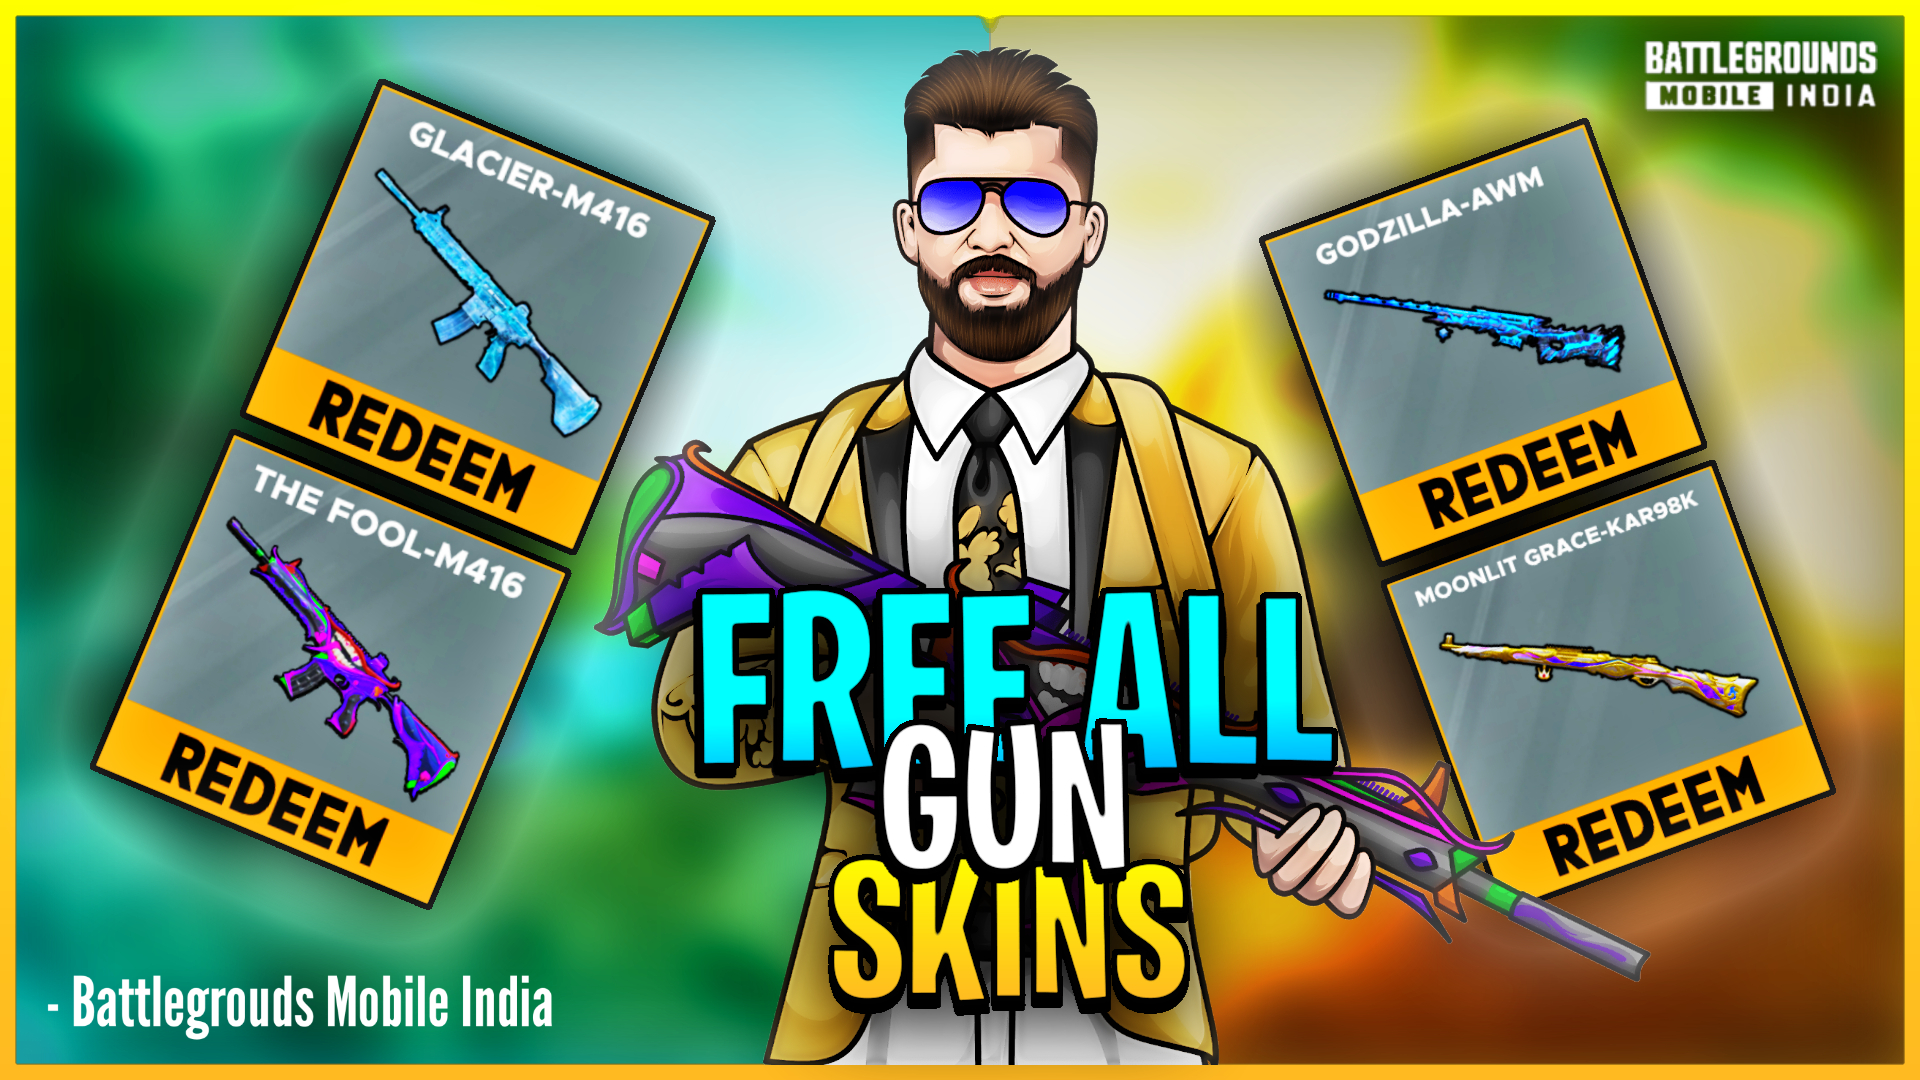 BATTLEGROUNDS
MOBILE INDIA
GLACIER-M416
REDEEM
THE FOOL-M416
REDEEM
GODZILLA-AWM
REDEEM
MOONLIT GRACE-KAR98K
REDEEM
FREE ALL
GUN
SKINS
- Battlegrouds Mobile India